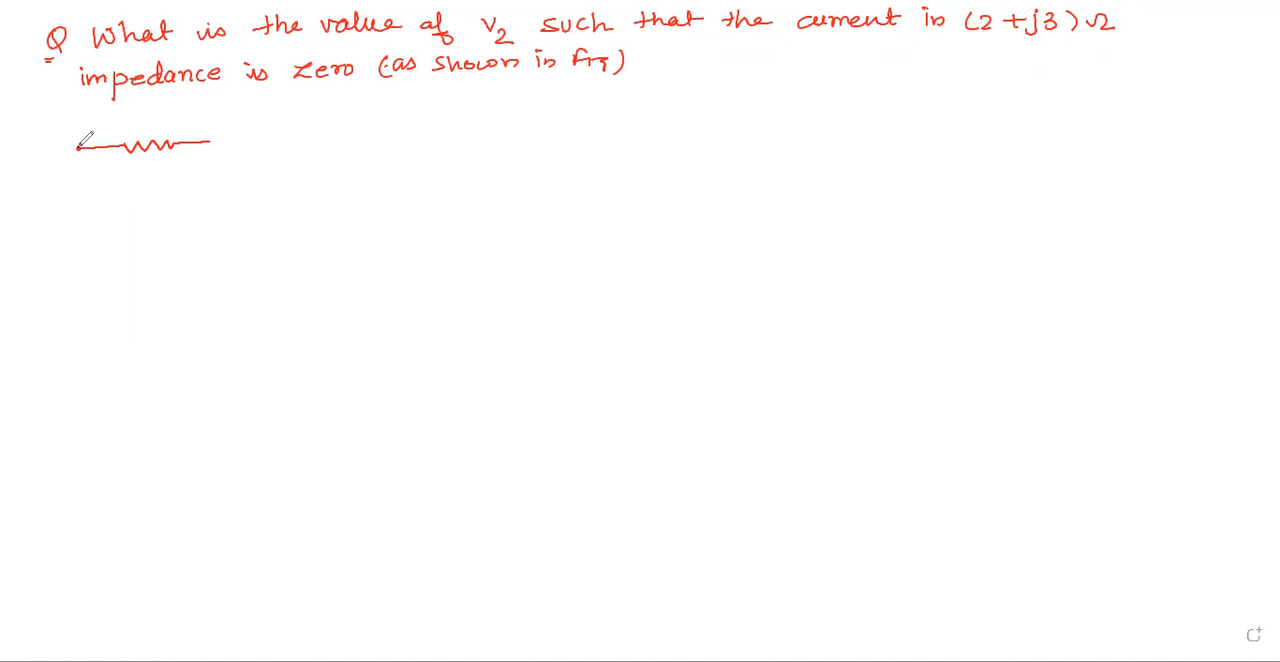 Q What is the value of V2 such that the current in (2+j3)Ω
impedance is zero (as shown in fig)